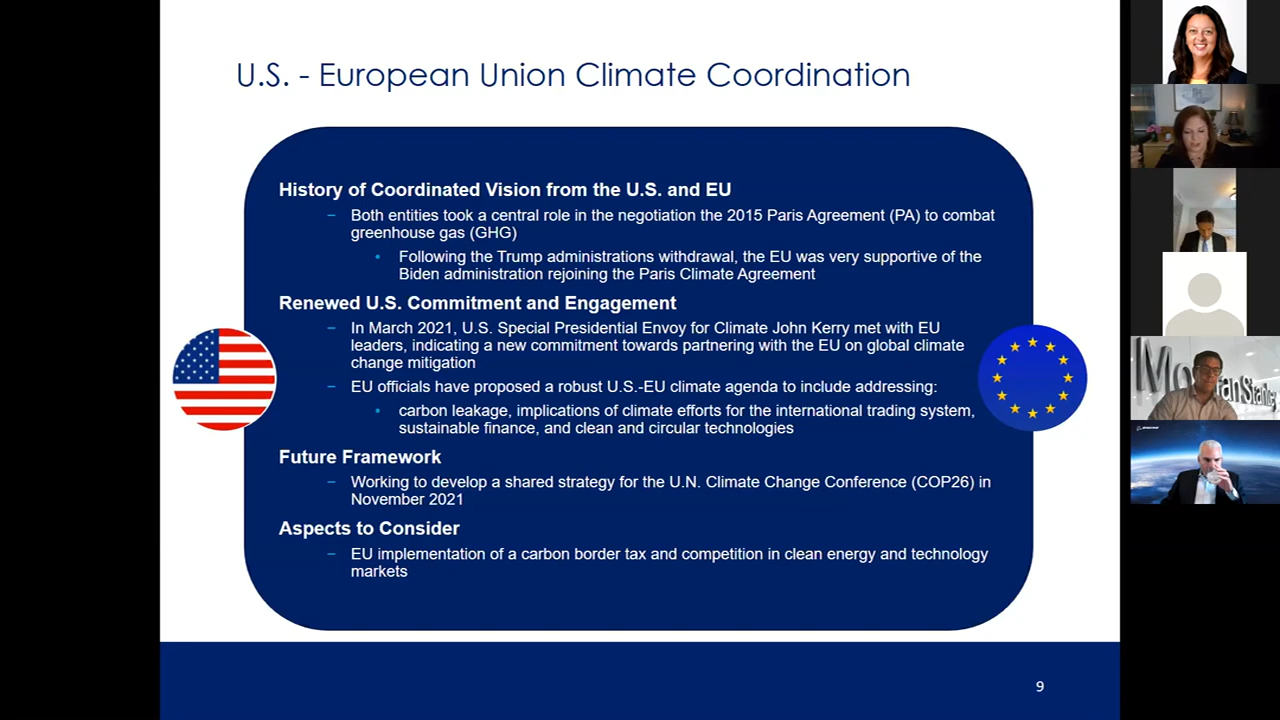 U.S. - European Union Climate Coordination
History of Coordinated Vision from the U.S. and EU
− Both entities took a central role in the negotiation the 2015 Paris Agreement (PA) to combat
greenhouse gas (GHG)
• Following the Trump administrations withdrawal, the EU was very supportive of the
Biden administration rejoining the Paris Climate Agreement
Renewed U.S. Commitment and Engagement
− In March 2021, U.S. Special Presidential Envoy for Climate John Kerry met with EU
leaders, indicating a new commitment towards partnering with the EU on global climate
change mitigation
− EU officials have proposed a robust U.S.-EU climate agenda to include addressing:
• carbon leakage, implications of climate efforts for the international trading system,
sustainable finance, and clean and circular technologies
Future Framework
− Working to develop a shared strategy for the U.N. Climate Change Conference (COP26) in
November 2021
Aspects to Consider
− EU implementation of a carbon border tax and competition in clean energy and technology
markets
9